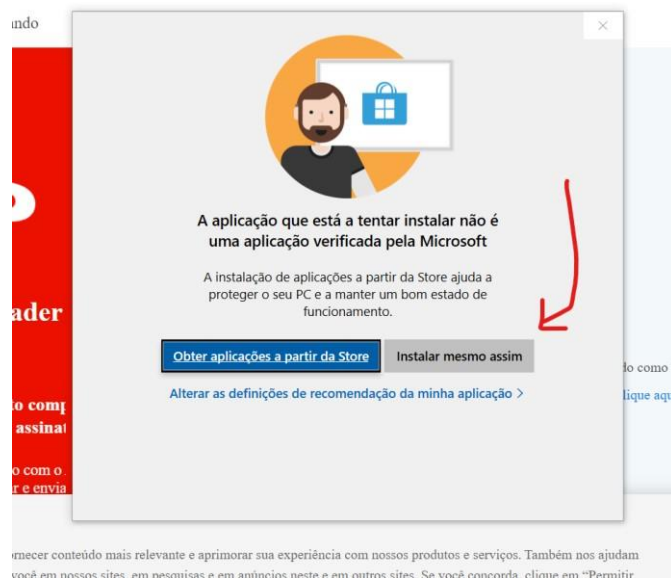 ando
A aplicação que está a tentar instalar não é
uma aplicação verificada pela Microsoft
A instalação de aplicações a partir da Store ajuda a
proteger o seu PC e a manter um bom estado de
funcionamento.
ader
Obter aplicações a partir da Store Instalar mesmo assim
do como
Alterar as definições de recomendação da minha aplicação >
lique aqu
to comp
assinat
o com o
r e envia
ornecer conteúdo mais relevante e aprimorar sua experiência com nossos produtos e serviços. Também nos ajudam
você em nossos sites, em pesquisas e em anúncios neste e em outros sites. Se você concorda, clique em “Permitir